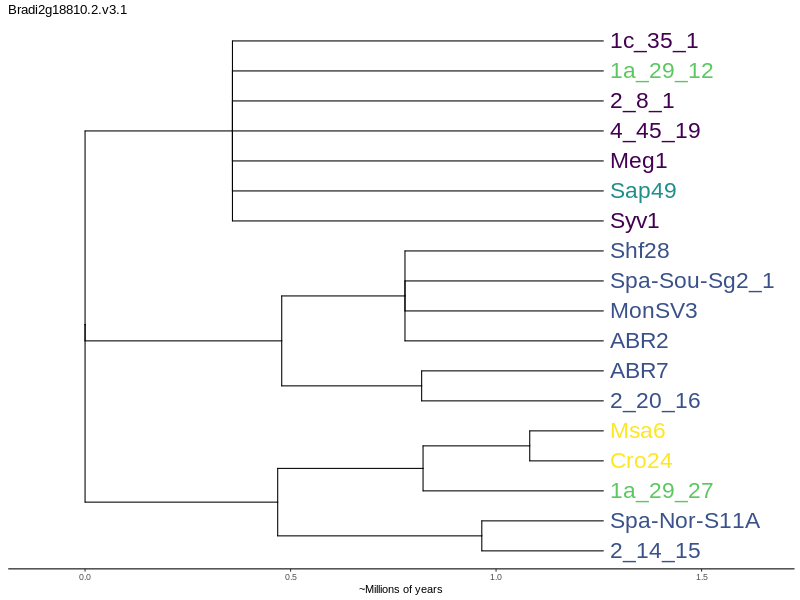 Bradi2g18810.2.v3.1
1c_35_1
1a_29_12
2_8_1
4_45_19
Meg1
Sap49
Syv1
Shf28
Spa-Sou-Sg2_1
MonSV3
ABR2
ABR7
2_20_16
Msa6
Cro24
1a_29_27
Spa-Nor-S11A
2_14_15
0.0 0.5 1.0 1.5
~Millions of years